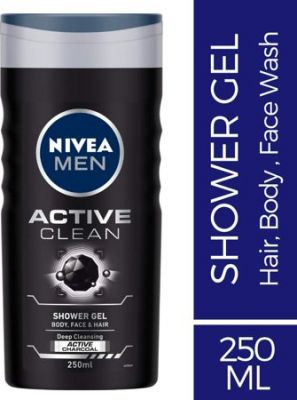 NIVEA
MEN
ACTIVE
CLEAN
SHOWER GEL
BODY, FACE & HAIR
Deep Cleansing
ACTIVE
CHARCOAL
250ml
SHOWER GEL
Hair, Body , Face Wash
250
ML